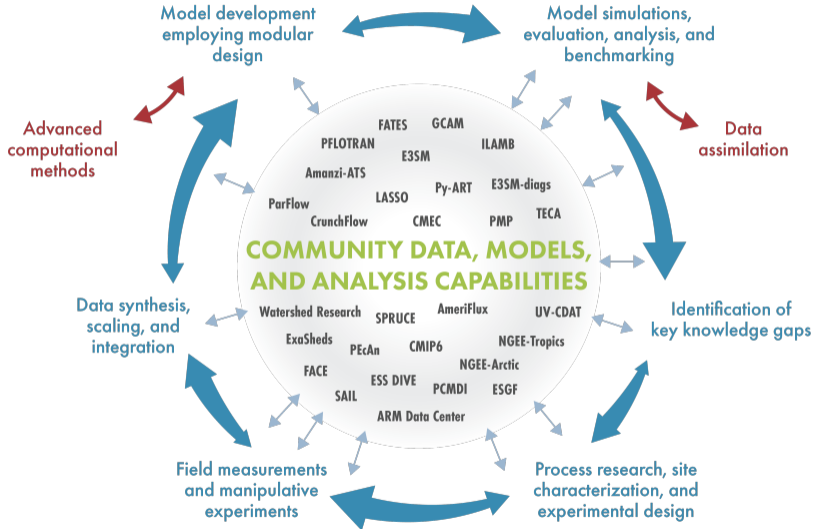 Model development
employing modular
design
Model simulations,
evaluation, analysis, and
benchmarking
Advanced
computational
methods
Data
assimilation
FATES
GCAM
PFLOTRAN
ILAMB
E3SM
Amanzi-ATS
Py-ART
E3SM-diags
LASSO
ParFlow
TECA
CrunchFlow
CMEC
PMP
COMMUNITY DATA, MODELS,
AND ANALYSIS CAPABILITIES
Watershed Research
SPRUCE
AmeriFlux
UV-CDAT
ExaSheds
PEcAn
CMIP6
NGEE-Tropics
FACE
NGEE-Arctic
ESS DIVE
SAIL
PCMDI
ESGF
ARM Data Center
Data synthesis,
scaling, and
integration
Identification of
key knowledge gaps
Field measurements
and manipulative
experiments
Process research, site
characterization, and
experimental design